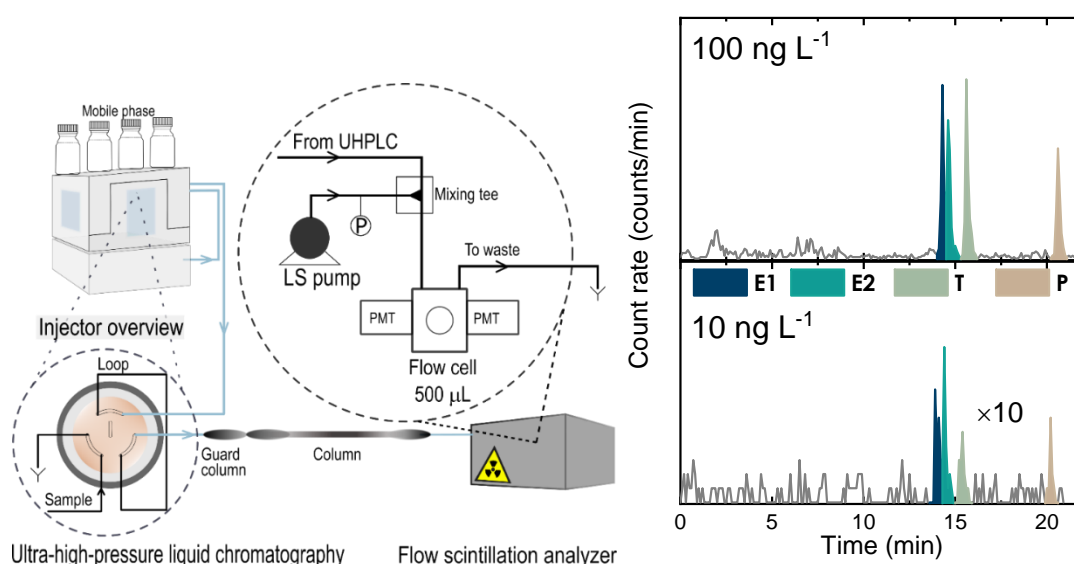 Mobile phase
From UHPLC
Mixing tee
P
LS pump
To waste
PMT
PMT
Flow cell
500 µL
Injector overview
Loop
Sample
Guard
column
Column
Ultra-high-pressure liquid chromatography
Flow scintillation analyzer
Count rate (counts/min)
100 ng L⁻¹
E1 E2 T P
10 ng L⁻¹
×10
0 5 10 15 20
Time (min)